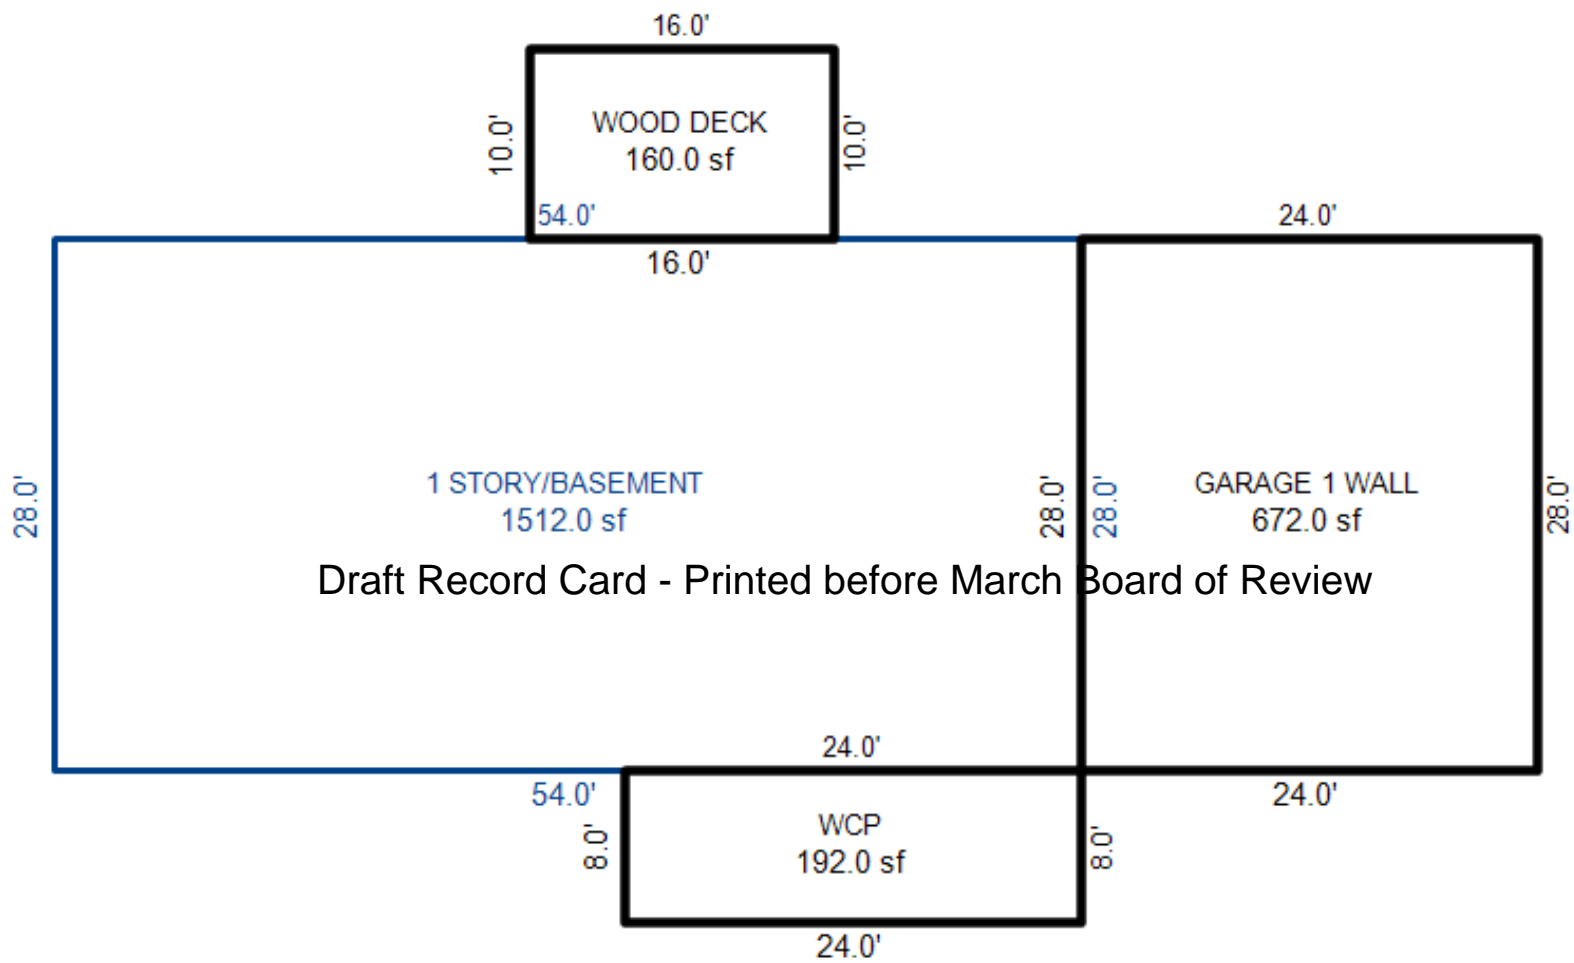 16.0'
WOOD DECK
160.0 sf
10.0'
10.0'
54.0'
16.0'
24.0'
28.0'
1 STORY/BASEMENT
1512.0 sf
28.0'
28.0'
GARAGE 1 WALL
672.0 sf
28.0'
Draft Record Card - Printed before March Board of Review
24.0'
54.0'
24.0'
8.0'
WCP
192.0 sf
8.0'
24.0'